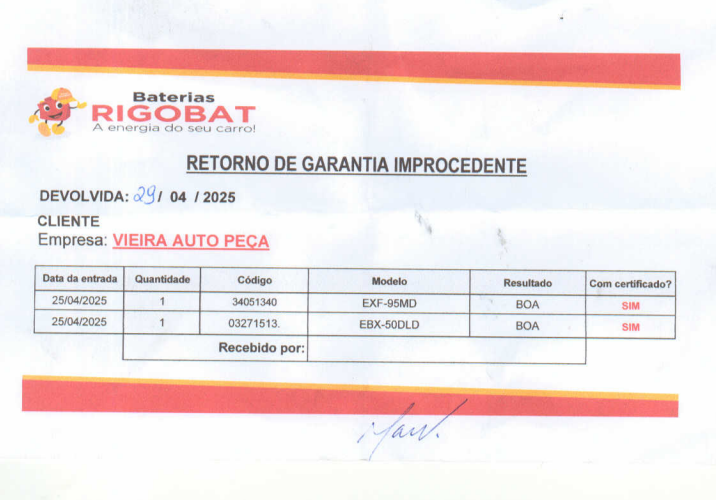 Baterias
RIGOBAT
A energia do seu carro!
RETORNO DE GARANTIA IMPROCEDENTE
DEVOLVIDA: 29/ 04 / 2025
CLIENTE
Empresa: VIEIRA AUTO PEÇA
Data da entrada Quantidade Código Modelo Resultado Com certificado?
25/04/2025 1 34051340 EXF-95MD BOA SIM
25/04/2025 1 03271513. EBX-50DLD BOA SIM
Recebido por: